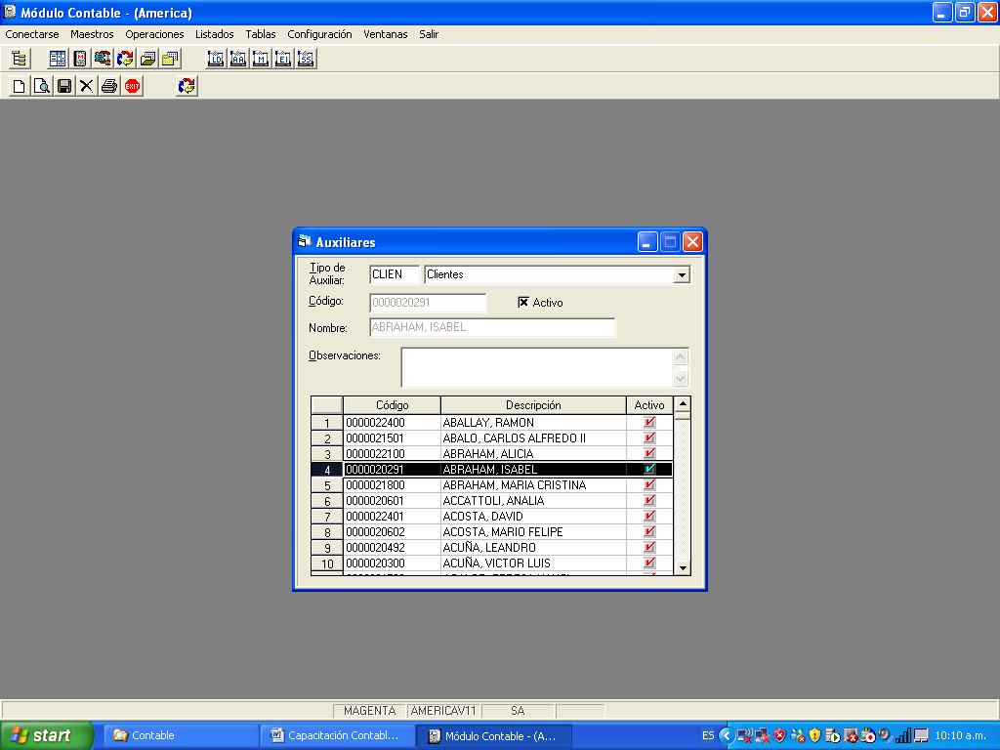 Módulo Contable - (America)
Conectarse Maestros Operaciones Listados Tablas Configuración Ventanas Salir
LD AA M EI SS
EXIT
Auxiliares
Tipo de Auxiliar: CLIEN Clientes
Código: 0000020291 Activo
Nombre: ABRAHAM, ISABEL
Observaciones:
Código Descripción Activo
1 0000022400 ABALLAY, RAMON
2 0000021501 ABALO, CARLOS ALFREDO II
3 0000022100 ABRAHAM, ALICIA
4 0000020291 ABRAHAM, ISABEL
5 0000021800 ABRAHAM, MARIA CRISTINA
6 0000020601 ACCATTOLI, ANALIA
7 0000022401 ACOSTA, DAVID
8 0000020602 ACOSTA, MARIO FELIPE
9 0000020492 ACUÑA, LEANDRO
10 0000020300 ACUÑA, VICTOR LUIS
MAGENTA AMERICAV11 SA
start Contable Capacitación Contabl... Módulo Contable - (A... ES 10:10 a.m.